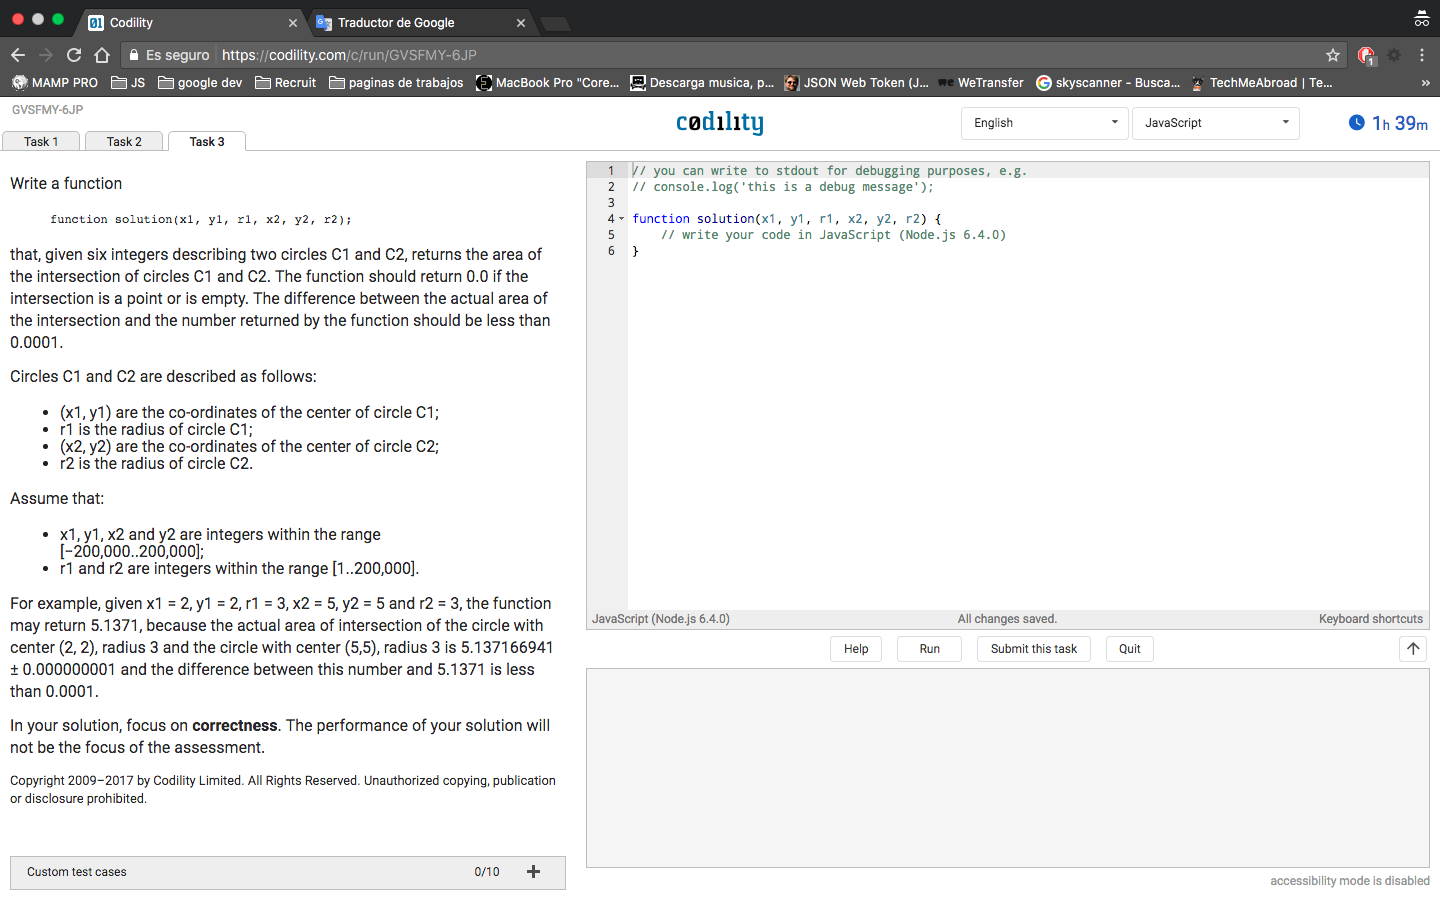 Codility
Traductor de Google
Es seguro
https://codility.com/c/run/GVSFMY-6JP
1
MAMP PRO
JS
google dev
Recruit
paginas de trabajos
MacBook Pro "Core...
Descarga musica, p...
JSON Web Token (J...
WeTransfer
skyscanner - Busca...
TechMeAbroad | Te...
»
GVSFMY-6JP
codility
English
JavaScript
1h 39m
Task 1
Task 2
Task 3
Write a function
function solution(x1, y1, r1, x2, y2, r2);
that, given six integers describing two circles C1 and C2, returns the area of
the intersection of circles C1 and C2. The function should return 0.0 if the
intersection is a point or is empty. The difference between the actual area of
the intersection and the number returned by the function should be less than
0.0001.
Circles C1 and C2 are described as follows:
• (x1, y1) are the co-ordinates of the center of circle C1;
• r1 is the radius of circle C1;
• (x2, y2) are the co-ordinates of the center of circle C2;
• r2 is the radius of circle C2.
Assume that:
• x1, y1, x2 and y2 are integers within the range
[−200,000..200,000];
• r1 and r2 are integers within the range [1..200,000].
For example, given x1 = 2, y1 = 2, r1 = 3, x2 = 5, y2 = 5 and r2 = 3, the function
may return 5.1371, because the actual area of intersection of the circle with
center (2, 2), radius 3 and the circle with center (5,5), radius 3 is 5.137166941
± 0.000000001 and the difference between this number and 5.1371 is less
than 0.0001.
In your solution, focus on correctness. The performance of your solution will
not be the focus of the assessment.
Copyright 2009–2017 by Codility Limited. All Rights Reserved. Unauthorized copying, publication
or disclosure prohibited.
Custom test cases
0/10
1 // you can write to stdout for debugging purposes, e.g.
2 // console.log('this is a debug message');
3
4 function solution(x1, y1, r1, x2, y2, r2) {
5     // write your code in JavaScript (Node.js 6.4.0)
6 }
JavaScript (Node.js 6.4.0)
All changes saved.
Keyboard shortcuts
Help
Run
Submit this task
Quit
accessibility mode is disabled